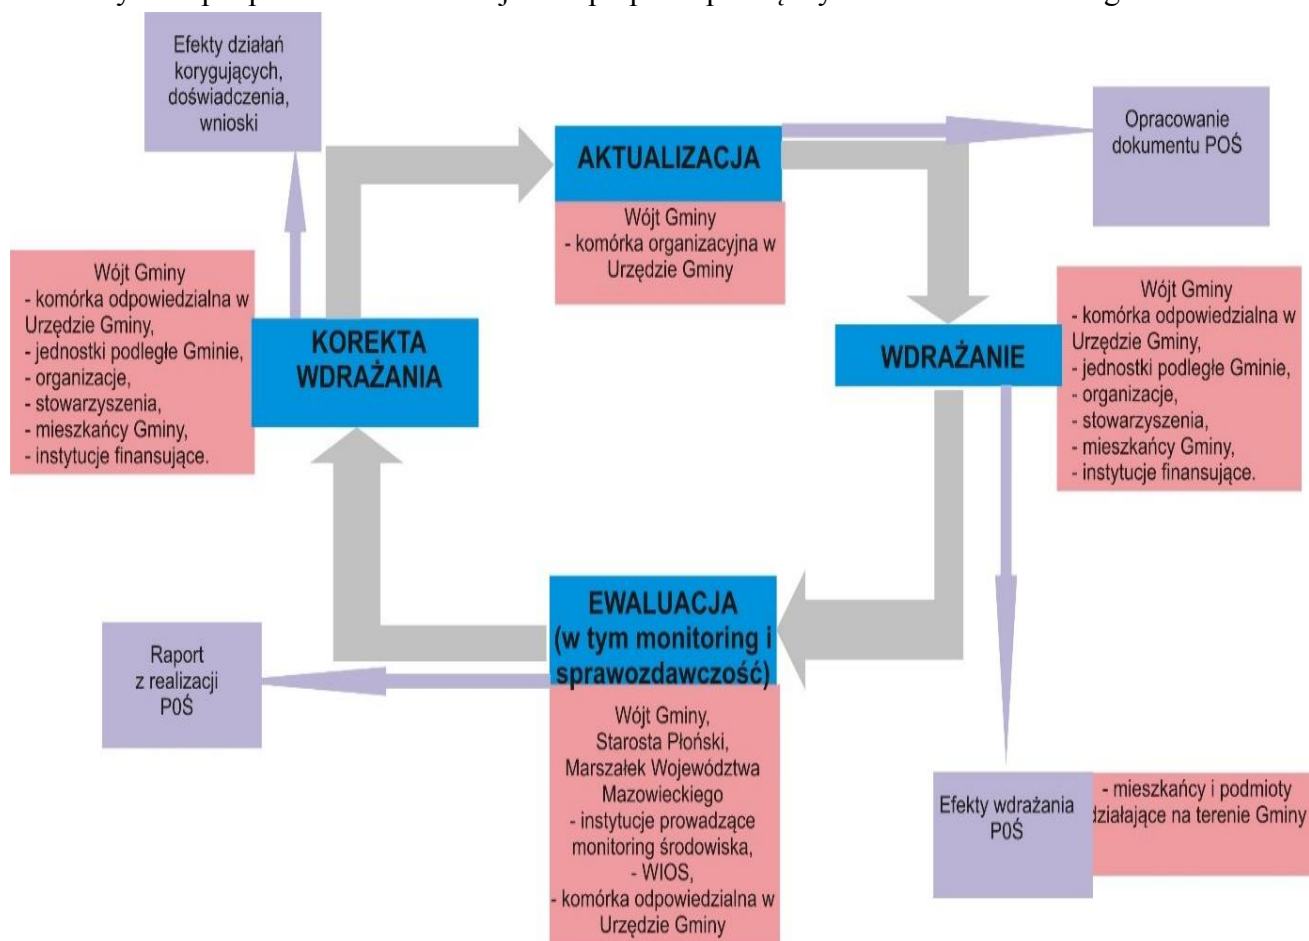 Efekty działań
korygujących,
doświadczenia,
wnioski
AKTUALIZACJA
Wójt Gminy
- komórka organizacyjna w
Urzędzie Gminy
Opracowanie
dokumentu POŚ
Wójt Gminy
- komórka odpowiedzialna w
Urzędzie Gminy,
- jednostki podległe Gminie,
- organizacje,
- stowarzyszenia,
- mieszkańcy Gminy,
- instytucje finansujące.
KOREKTA
WDRAŻANIA
WDRAŻANIE
Wójt Gminy
- komórka odpowiedzialna w
Urzędzie Gminy,
- jednostki podległe Gminie,
- organizacje,
- stowarzyszenia,
- mieszkańcy Gminy,
- instytucje finansujące.
Raport
z realizacji
P0Ś
EWALUACJA
(w tym monitoring i
sprawozdawczość)
Wójt Gminy,
Starosta Płoński,
Marszałek Województwa
Mazowieckiego
- instytucje prowadzące
monitoring środowiska,
- WIOS,
- komórka odpowiedzialna w
Urzędzie Gminy
Efekty wdrażania
P0Ś
- mieszkańcy i podmioty
działające na terenie Gminy